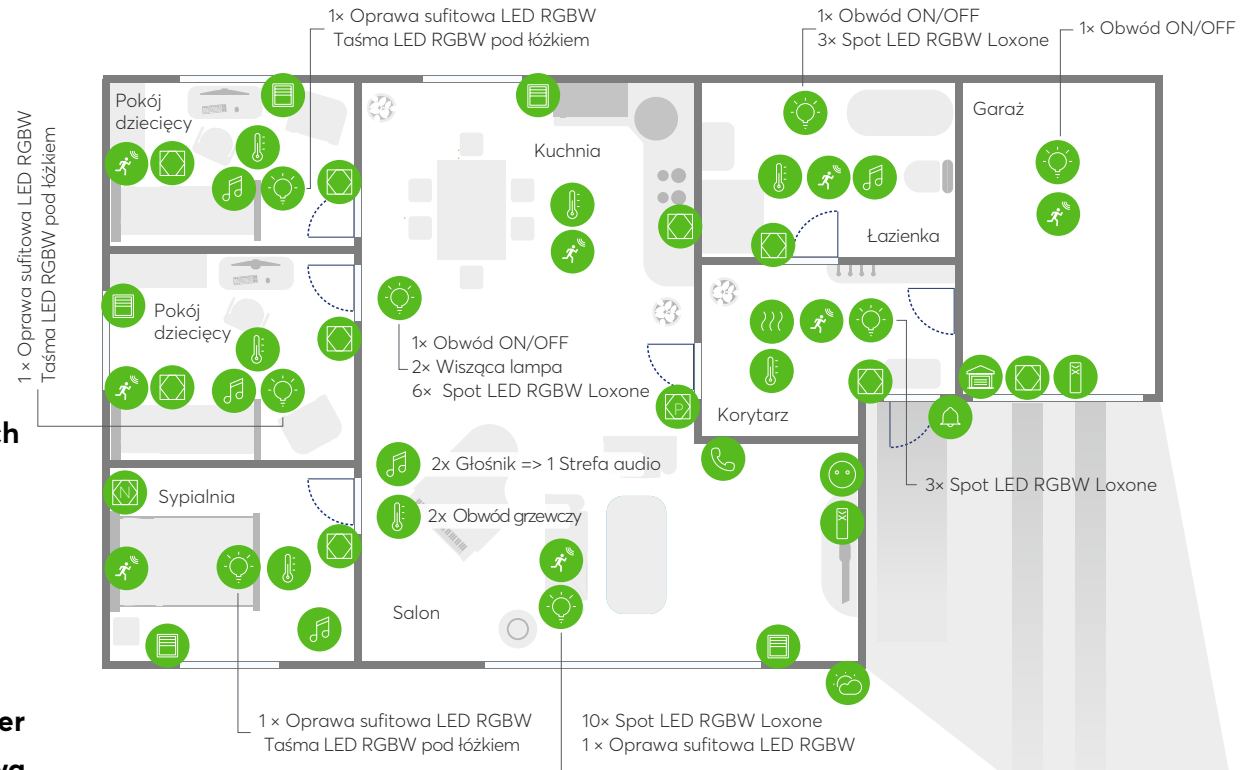 1× Oprawa sufitowa LED RGBW
Taśma LED RGBW pod łóżkiem
1× Obwód ON/OFF
3× Spot LED RGBW Loxone
1× Obwód ON/OFF
Pokój
dziecięcy
Kuchnia
Garaż
Łazienka
1 × Oprawa sufitowa LED RGBW
Taśma LED RGBW pod łóżkiem
Pokój
dziecięcy
1× Obwód ON/OFF
2× Wisząca lampa
6× Spot LED RGBW Loxone
P
Korytarz
ch
2x Głośnik => 1 Strefa audio
3× Spot LED RGBW Loxone
N
Sypialnia
2x Obwód grzewczy
Salon
er
wa
1 × Oprawa sufitowa LED RGBW
Taśma LED RGBW pod łóżkiem
10× Spot LED RGBW Loxone
1 × Oprawa sufitowa LED RGBW